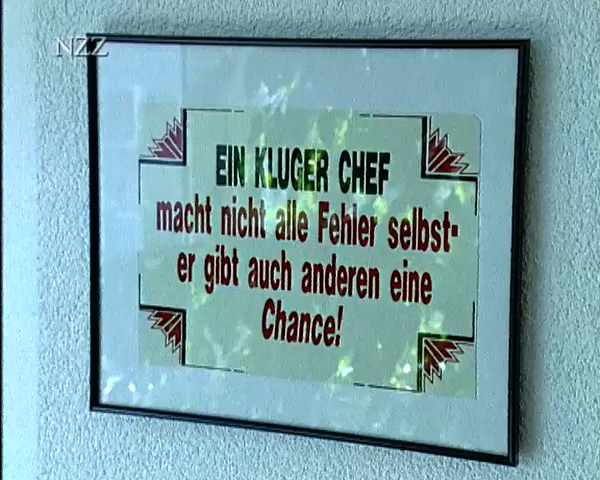 NZZ
EIN KLUGER CHEF
macht nicht alle Fehler selbst-
er gibt auch anderen eine
Chance!